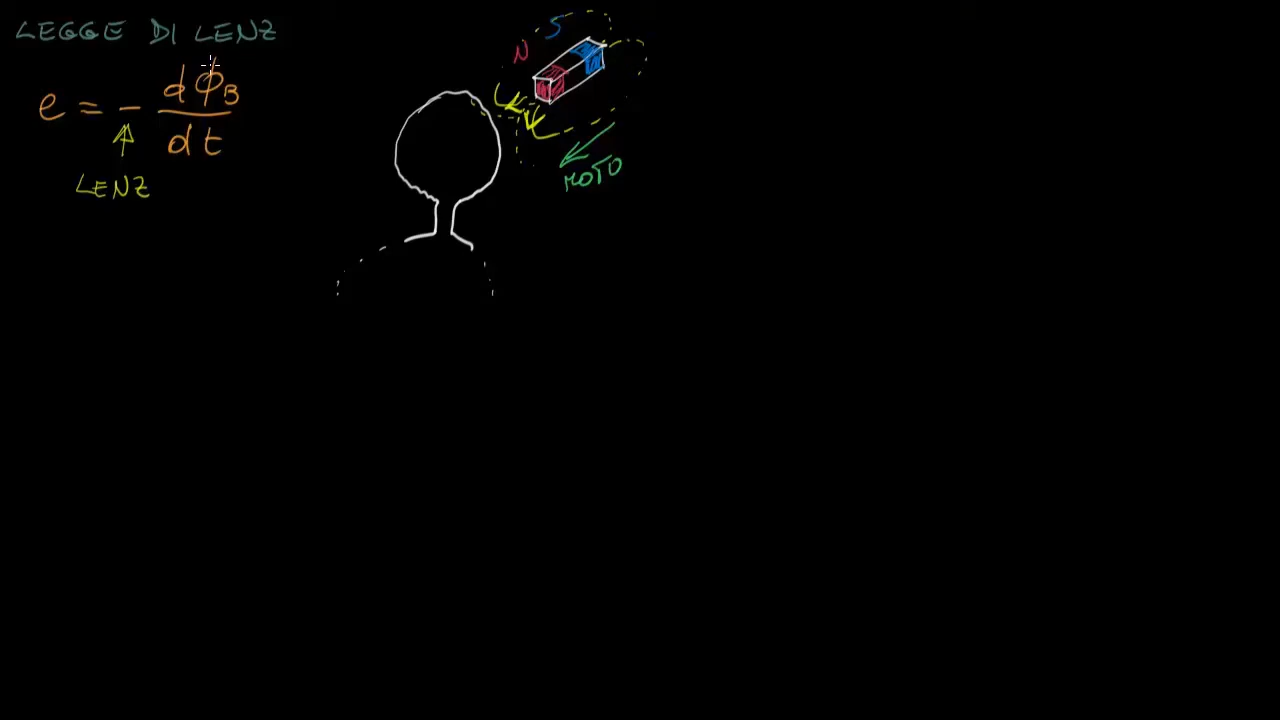 LEGGE DI LENZ
e = - dϕB
dt
LENZ
N S
MOTO